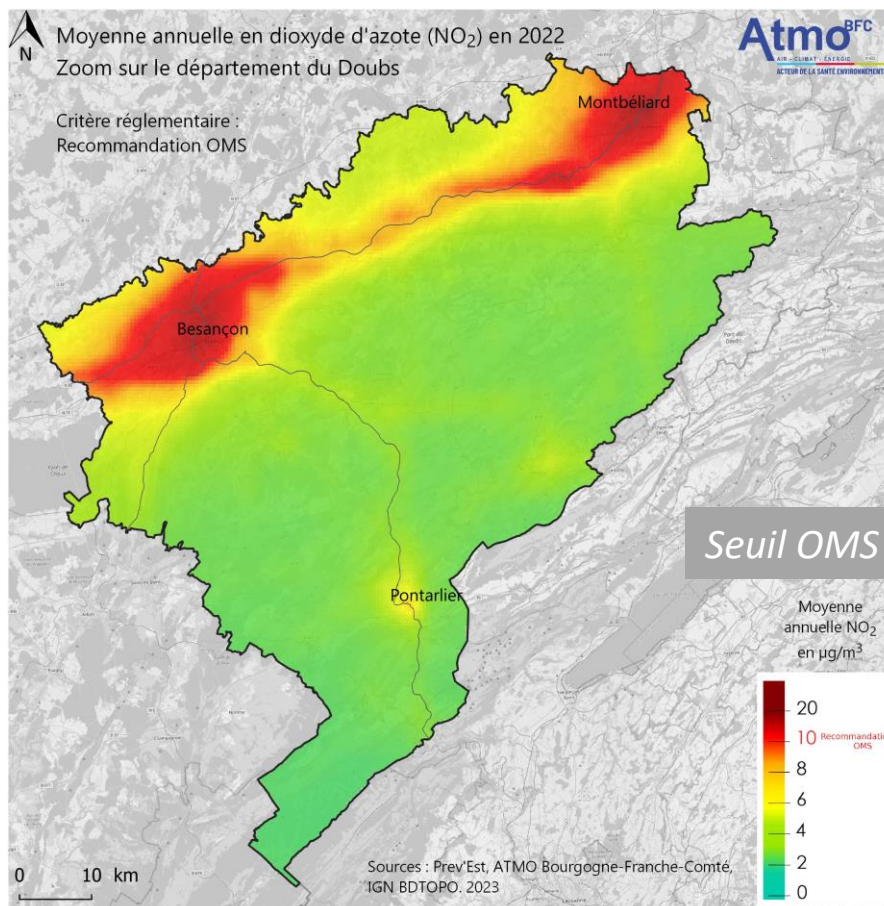 N
Moyenne annuelle en dioxyde d'azote (NO₂) en 2022
Zoom sur le département du Doubs
Critère réglementaire :
Recommandation OMS
Atmo BFC
AIR - CLIMAT - ÉNERGIE
ACTEUR DE LA SANTÉ ENVIRONNEMENT
Montbéliard
Besançon
Pontarlier
Seuil OMS
Moyenne
annuelle NO₂
en µg/m³
20
10 Recommandatio
OMS
8
6
4
2
0
0 10 km
Sources : Prev'Est, ATMO Bourgogne-Franche-Comté,
IGN BDTOPO. 2023